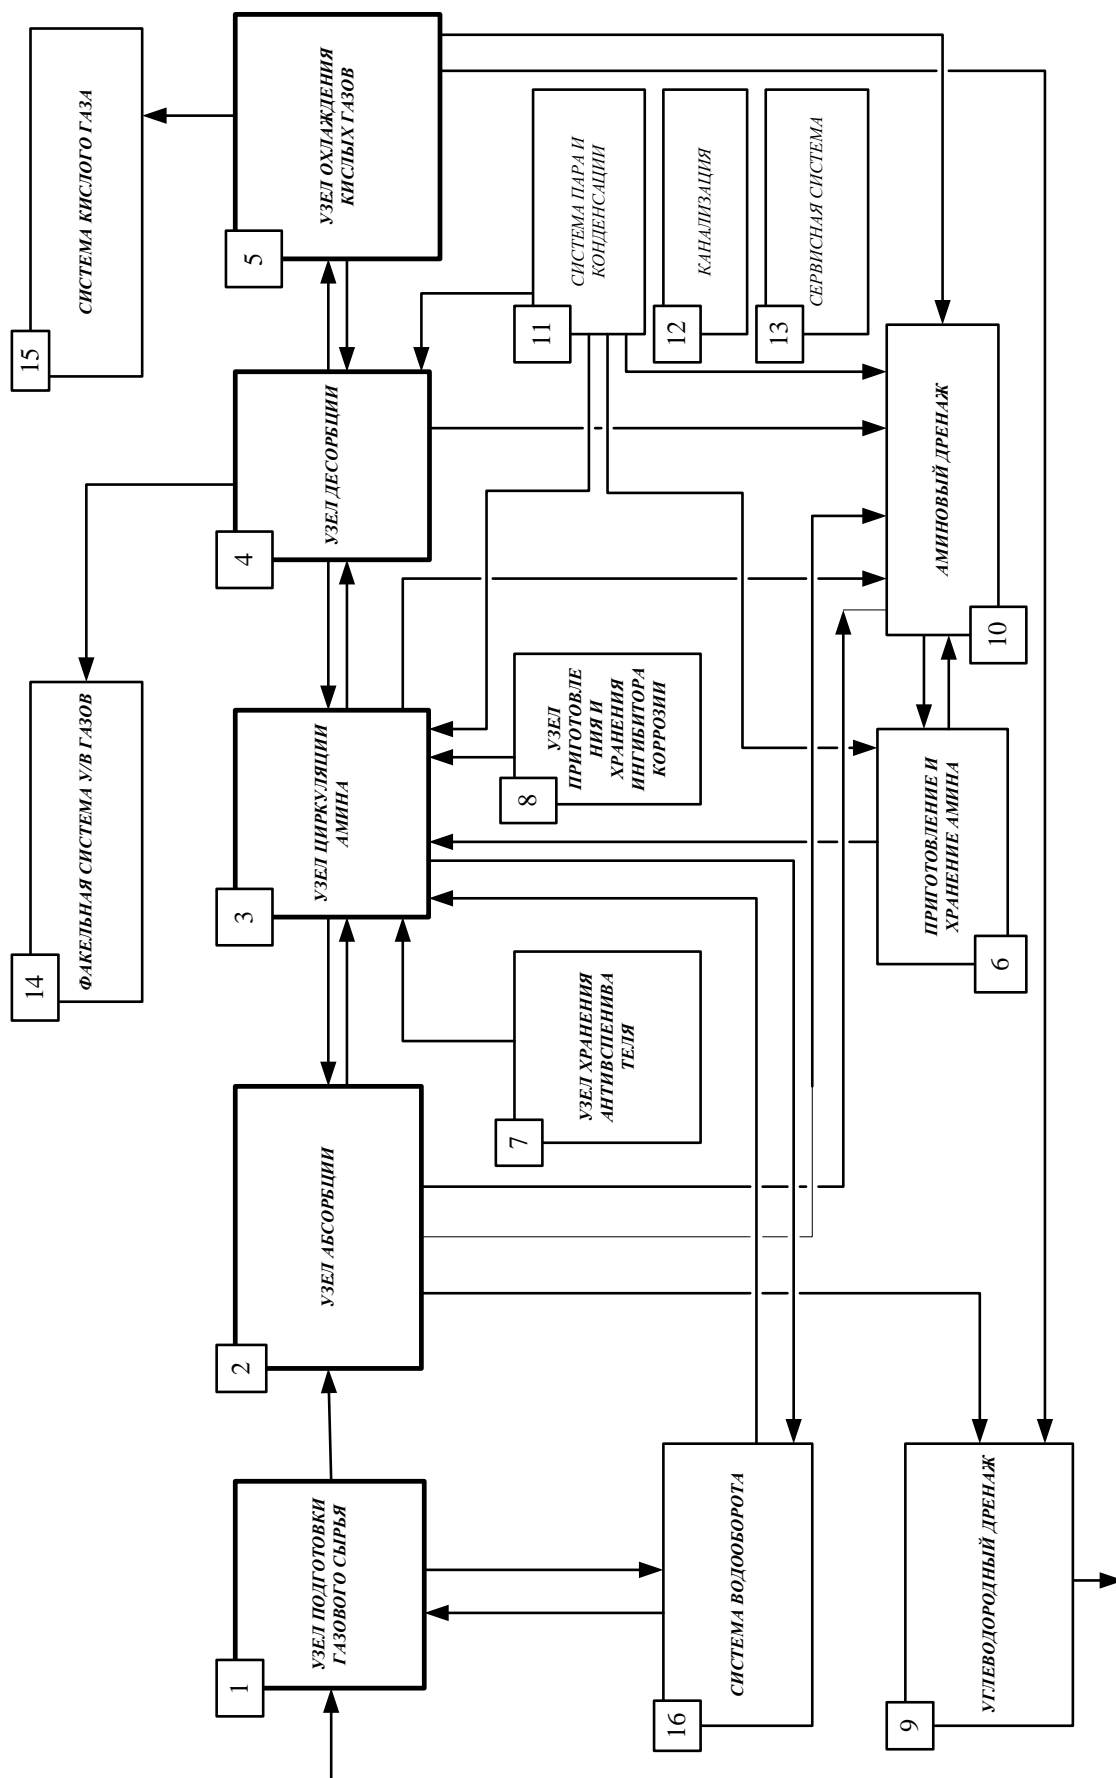 14
ФАКЕЛЬНАЯ СИСТЕМА У/В ГАЗОВ
15
СИСТЕМА КИСЛОГО ГАЗА
1
УЗЕЛ ПОДГОТОВКИ
ГАЗОВОГО СЫРЬЯ
2
УЗЕЛ АБСОРБЦИИ
3
УЗЕЛ ЦИРКУЛЯЦИИ
АМИНА
4
УЗЕЛ ДЕСОРБЦИИ
5
УЗЕЛ ОХЛАЖДЕНИЯ
КИСЛЫХ ГАЗОВ
7
УЗЕЛ ХРАНЕНИЯ
АНТИВСПЕНИВА
ТЕЛЯ
8
УЗЕЛ
ПРИГОТОВЛЕ
НИЯ И
ХРАНЕНИЯ
ИНГИБИТОРА
КОРРОЗИИ
11
СИСТЕМА ПАРА И
КОНДЕНСАЦИИ
12
КАНАЛИЗАЦИЯ
13
СЕРВИСНАЯ СИСТЕМА
16
СИСТЕМА ВОДООБОРОТА
9
УГЛЕВОДОРОДНЫЙ ДРЕНАЖ
6
ПРИГОТОВЛЕНИЕ И
ХРАНЕНИЕ АМИНА
10
АМИНОВЫЙ ДРЕНАЖ